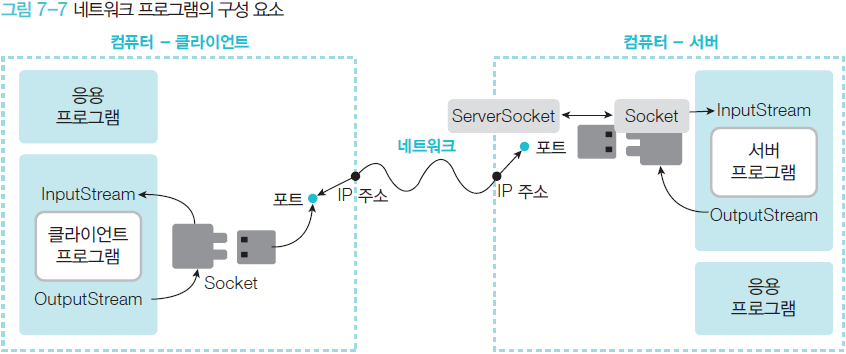 그림 7-7 네트워크 프로그램의 구성 요소
컴퓨터 – 클라이언트
컴퓨터 – 서버
응용
프로그램
InputStream
클라이언트
프로그램
OutputStream
Socket
포트
IP 주소
네트워크
IP 주소
포트
ServerSocket
Socket
InputStream
서버
프로그램
OutputStream
응용
프로그램